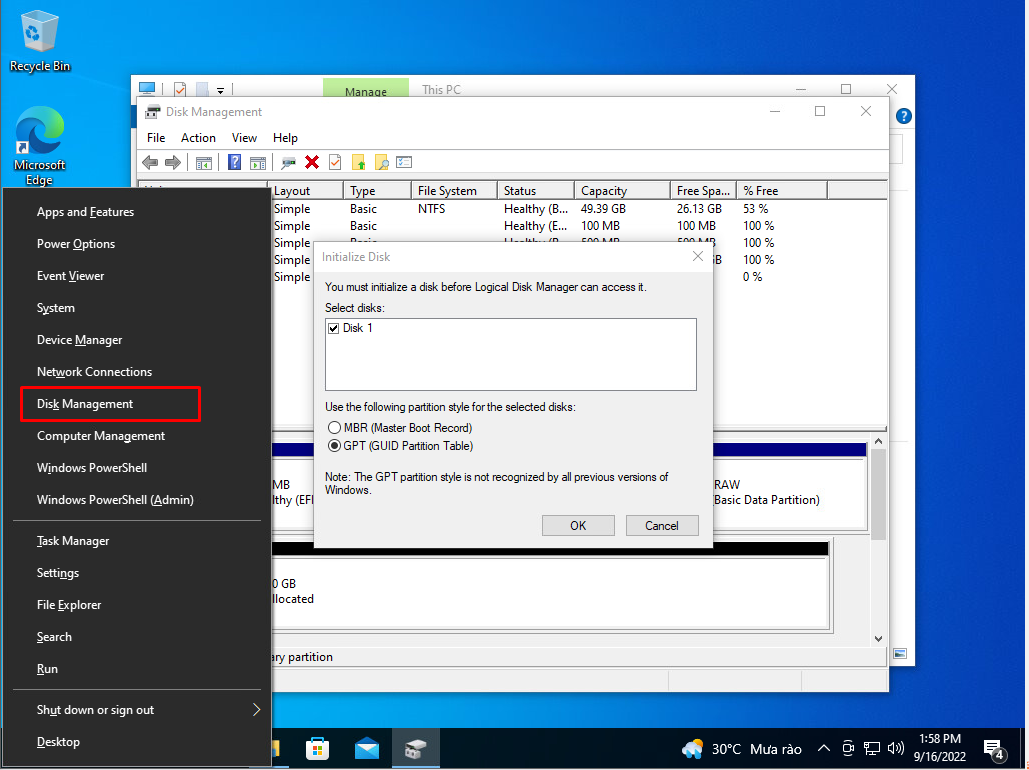 Recycle Bin
Microsoft
Edge
Manage
This PC
Disk Management
File Action View Help
Layout Type File System Status Capacity Free Spa... % Free
Simple Basic NTFS Healthy (B... 49.39 GB 26.13 GB 53 %
Simple Basic Healthy (E... 100 MB 100 MB 100 %
Simple 100 %
Simple 100 %
Simple 0 %
Initialize Disk
You must initialize a disk before Logical Disk Manager can access it.
Select disks:
Disk 1
Use the following partition style for the selected disks:
MBR (Master Boot Record)
GPT (GUID Partition Table)
Note: The GPT partition style is not recognized by all previous versions of
Windows.
OK Cancel
MB
lthy (EFI
RAW
(Basic Data Partition)
0 GB
llocated
ary partition
Apps and Features
Power Options
Event Viewer
System
Device Manager
Network Connections
Disk Management
Computer Management
Windows PowerShell
Windows PowerShell (Admin)
Task Manager
Settings
File Explorer
Search
Run
Shut down or sign out
Desktop
30°C Mưa rào
1:58 PM
9/16/2022
4